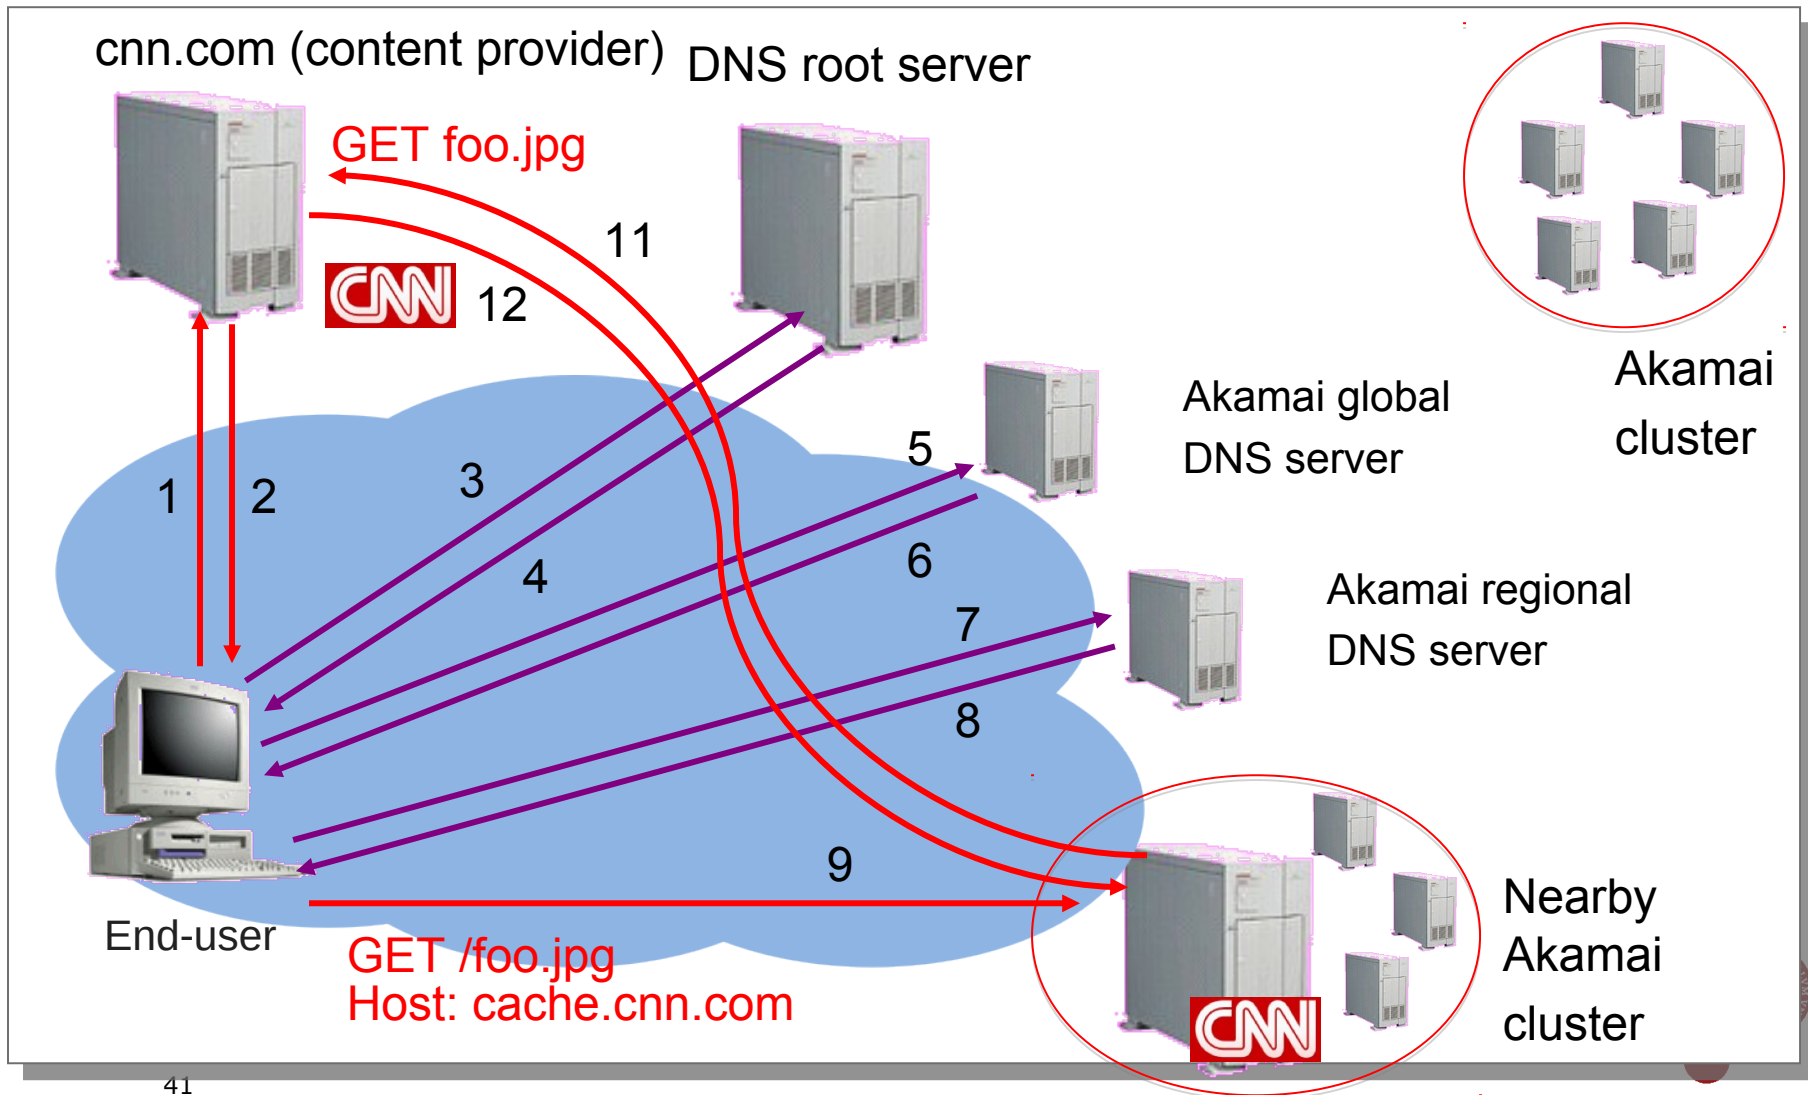 cnn.com (content provider)
DNS root server
GET foo.jpg
11
CNN
12
Akamai
cluster
Akamai global
DNS server
5
3
1
2
6
4
Akamai regional
DNS server
7
8
9
End-user
GET /foo.jpg
Host: cache.cnn.com
CNN
Nearby
Akamai
cluster
41